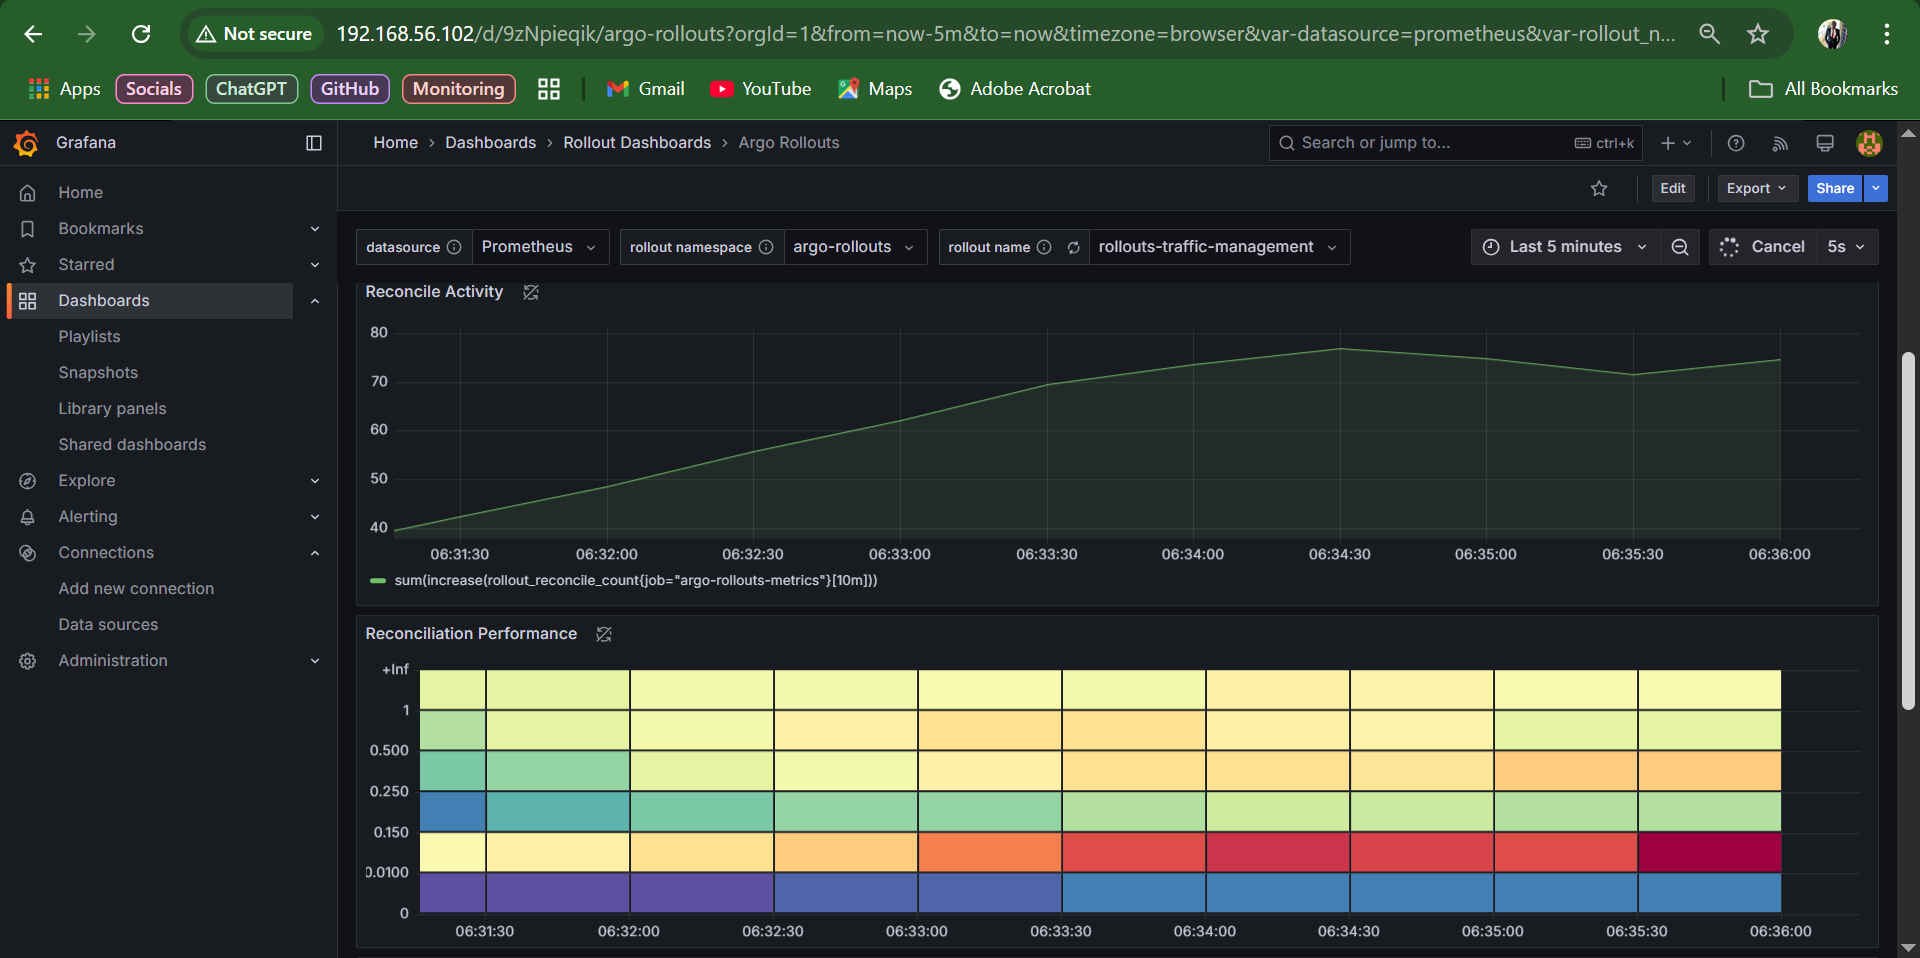 Not secure 192.168.56.102/d/9zNpieqik/argo-rollouts?orgId=1&from=now-5m&to=now&timezone=browser&var-datasource=prometheus&var-rollout_n...
Apps Socials ChatGPT GitHub Monitoring Gmail YouTube Maps Adobe Acrobat All Bookmarks
Grafana
Home › Dashboards › Rollout Dashboards › Argo Rollouts
Search or jump to... ctrl+k
Edit Export Share
Home
Bookmarks
Starred
Dashboards
Playlists
Snapshots
Library panels
Shared dashboards
Explore
Alerting
Connections
Add new connection
Data sources
Administration
datasource Prometheus rollout namespace argo-rollouts rollout name rollouts-traffic-management Last 5 minutes Cancel 5s
Reconcile Activity
80
70
60
50
40
06:31:30 06:32:00 06:32:30 06:33:00 06:33:30 06:34:00 06:34:30 06:35:00 06:35:30 06:36:00
sum(increase(rollout_reconcile_count{job="argo-rollouts-metrics"}[10m]))
Reconciliation Performance
+Inf
1
0.500
0.250
0.150
0.0100
0
06:31:30 06:32:00 06:32:30 06:33:00 06:33:30 06:34:00 06:34:30 06:35:00 06:35:30 06:36:00